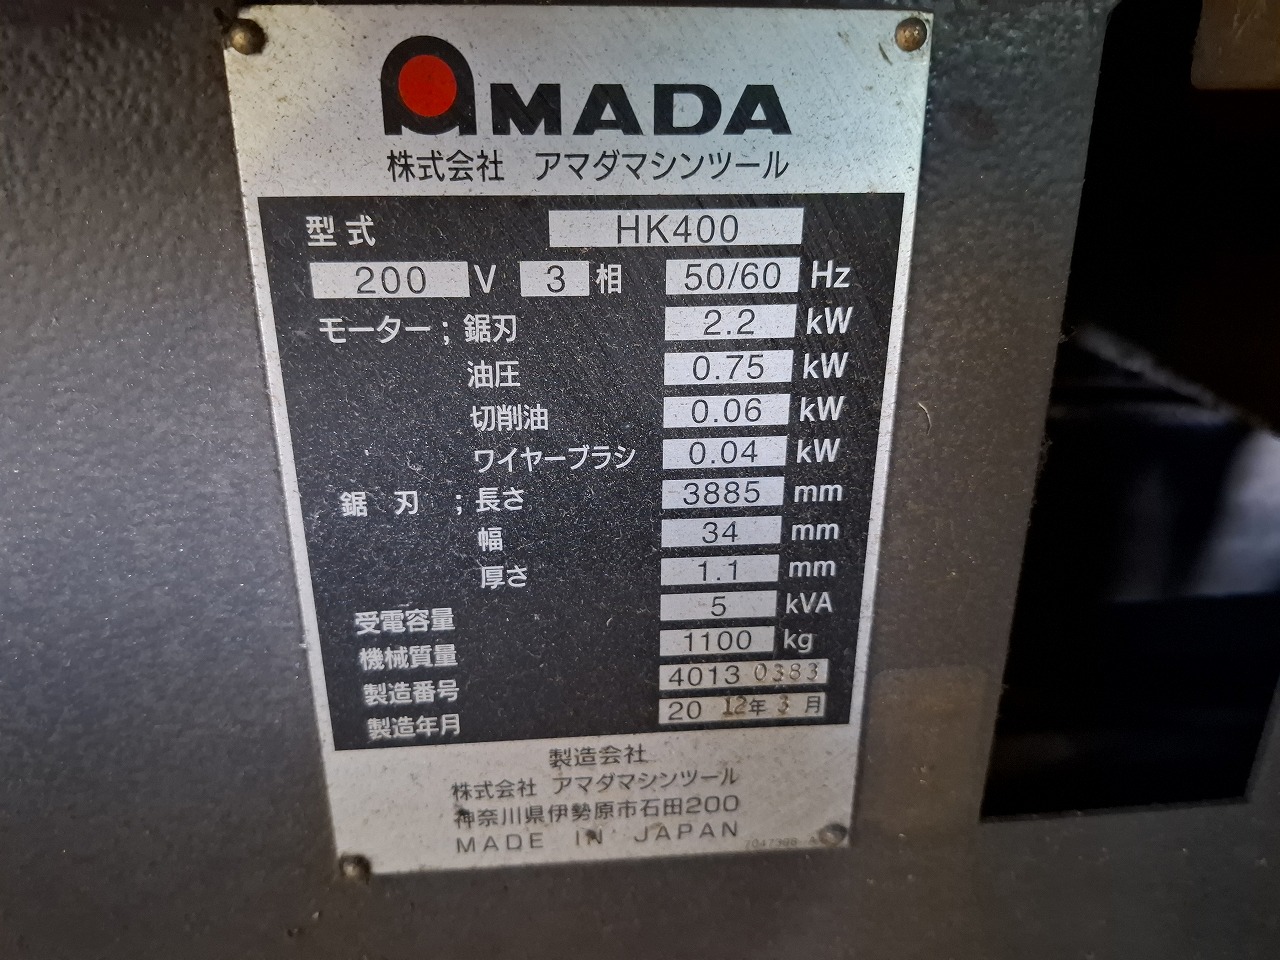 AMADA
株式会社 アマダマシンツール
型式 HK400
200 V 3 相 50/60 Hz
モーター ; 鋸刃 2.2 kW
油圧 0.75 kW
切削油 0.06 kW
ワイヤーブラシ 0.04 kW
鋸 刃 ; 長さ 3885 mm
幅 34 mm
厚さ 1.1 mm
受電容量 5 kVA
機械質量 1100 kg
製造番号 4013 0383
製造年月 20 12年 3 月
製造会社
株式会社 アマダマシンツール
神奈川県伊勢原市石田200
MADE IN JAPAN